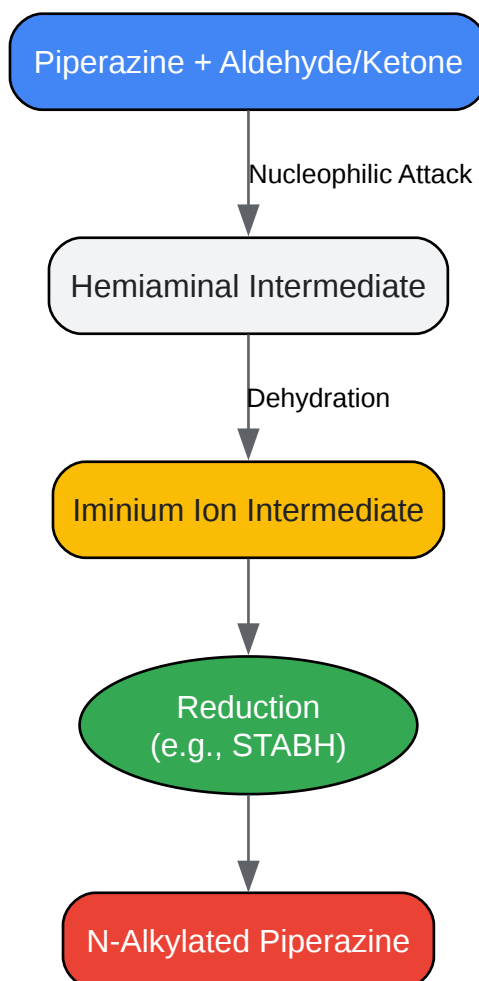 Piperazine + Aldehyde/Ketone
Nucleophilic Attack
Hemiaminal Intermediate
Dehydration
Iminium Ion Intermediate
Reduction
(e.g., STABH)
N-Alkylated Piperazine